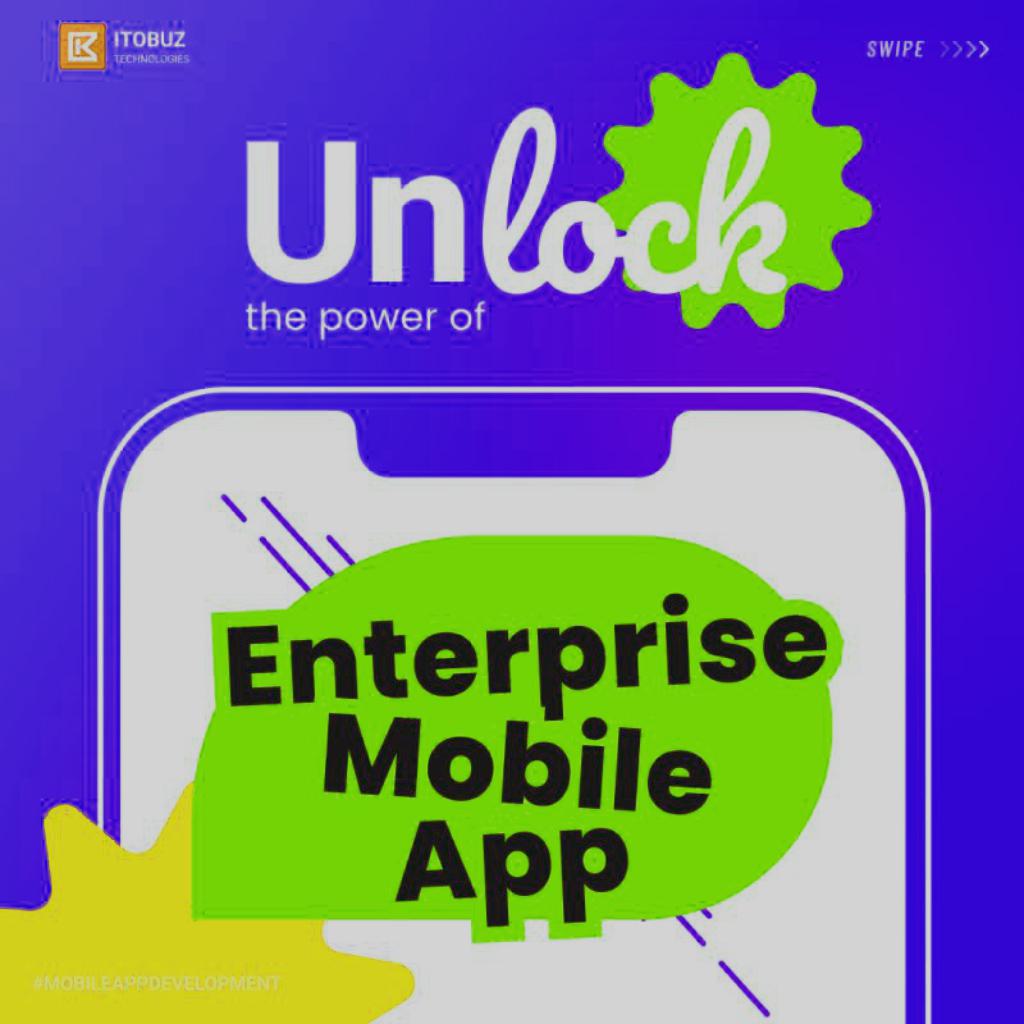 ITOBUZ
TECHNOLOGIES
SWIPE >>>>
Unlock
the power of
Enterprise
Mobile
App
#MOBILEAPPDEVELOPMENT